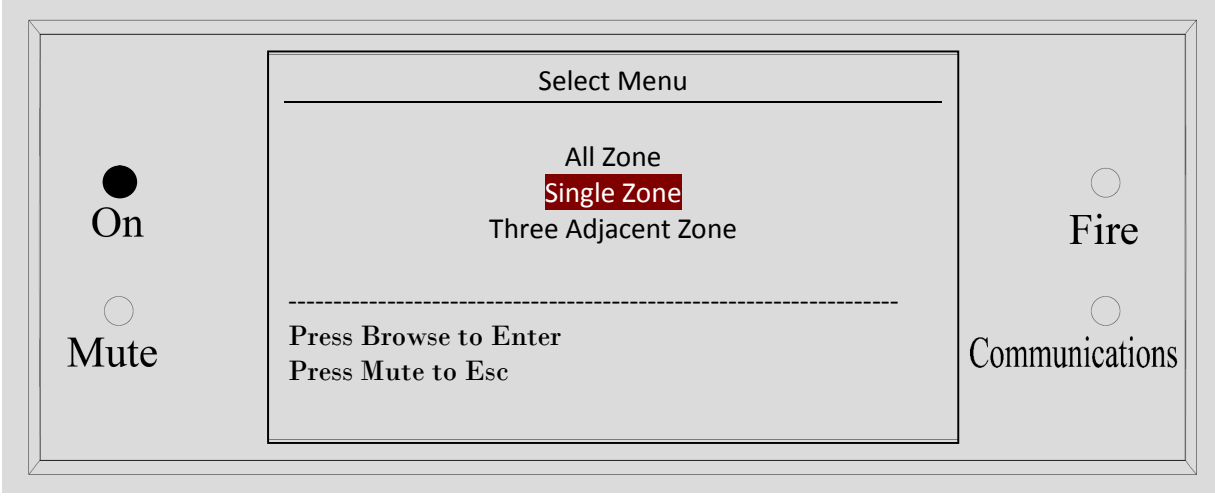 Select Menu
All Zone
Single Zone
Three Adjacent Zone
--------------------------------------------------------------------
Press Browse to Enter
Press Mute to Esc
On
Mute
Fire
Communications